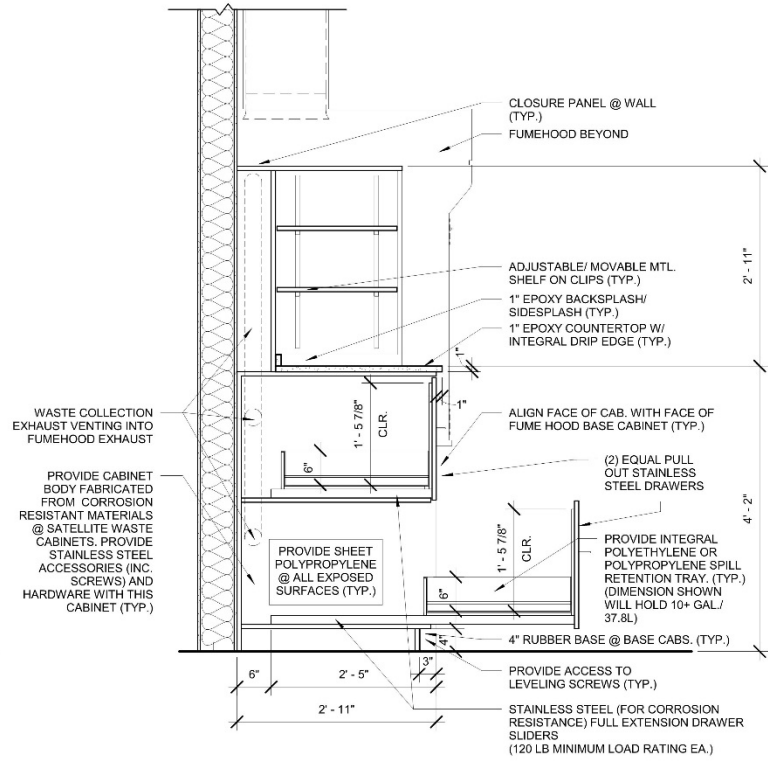 CLOSURE PANEL @ WALL
(TYP.)
FUMEHOOD BEYOND
2' - 11"
ADJUSTABLE/ MOVABLE MTL.
SHELF ON CLIPS (TYP.)
1" EPOXY BACKSPLASH/
SIDESPLASH (TYP.)
1" EPOXY COUNTERTOP W/
INTEGRAL DRIP EDGE (TYP.)
1"
1"
WASTE COLLECTION
EXHAUST VENTING INTO
FUMEHOOD EXHAUST
1' - 5 7/8"
CLR.
6"
ALIGN FACE OF CAB. WITH FACE OF
FUME HOOD BASE CABINET (TYP.)
(2) EQUAL PULL
OUT STAINLESS
STEEL DRAWERS
4' - 2"
PROVIDE CABINET
BODY FABRICATED
FROM CORROSION
RESISTANT MATERIALS
@ SATELLITE WASTE
CABINETS. PROVIDE
STAINLESS STEEL
ACCESSORIES (INC.
SCREWS) AND
HARDWARE WITH THIS
CABINET (TYP.)
PROVIDE SHEET
POLYPROPYLENE
@ ALL EXPOSED
SURFACES (TYP.)
1' - 5 7/8"
CLR.
6"
PROVIDE INTEGRAL
POLYETHYLENE OR
POLYPROPYLENE SPILL
RETENTION TRAY. (TYP.)
(DIMENSION SHOWN
WILL HOLD 10+ GAL./
37.8L)
4"
4" RUBBER BASE @ BASE CABS. (TYP.)
6"
2' - 5"
3"
2' - 11"
PROVIDE ACCESS TO
LEVELING SCREWS (TYP.)
STAINLESS STEEL (FOR CORROSION
RESISTANCE) FULL EXTENSION DRAWER
SLIDERS
(120 LB MINIMUM LOAD RATING EA.)